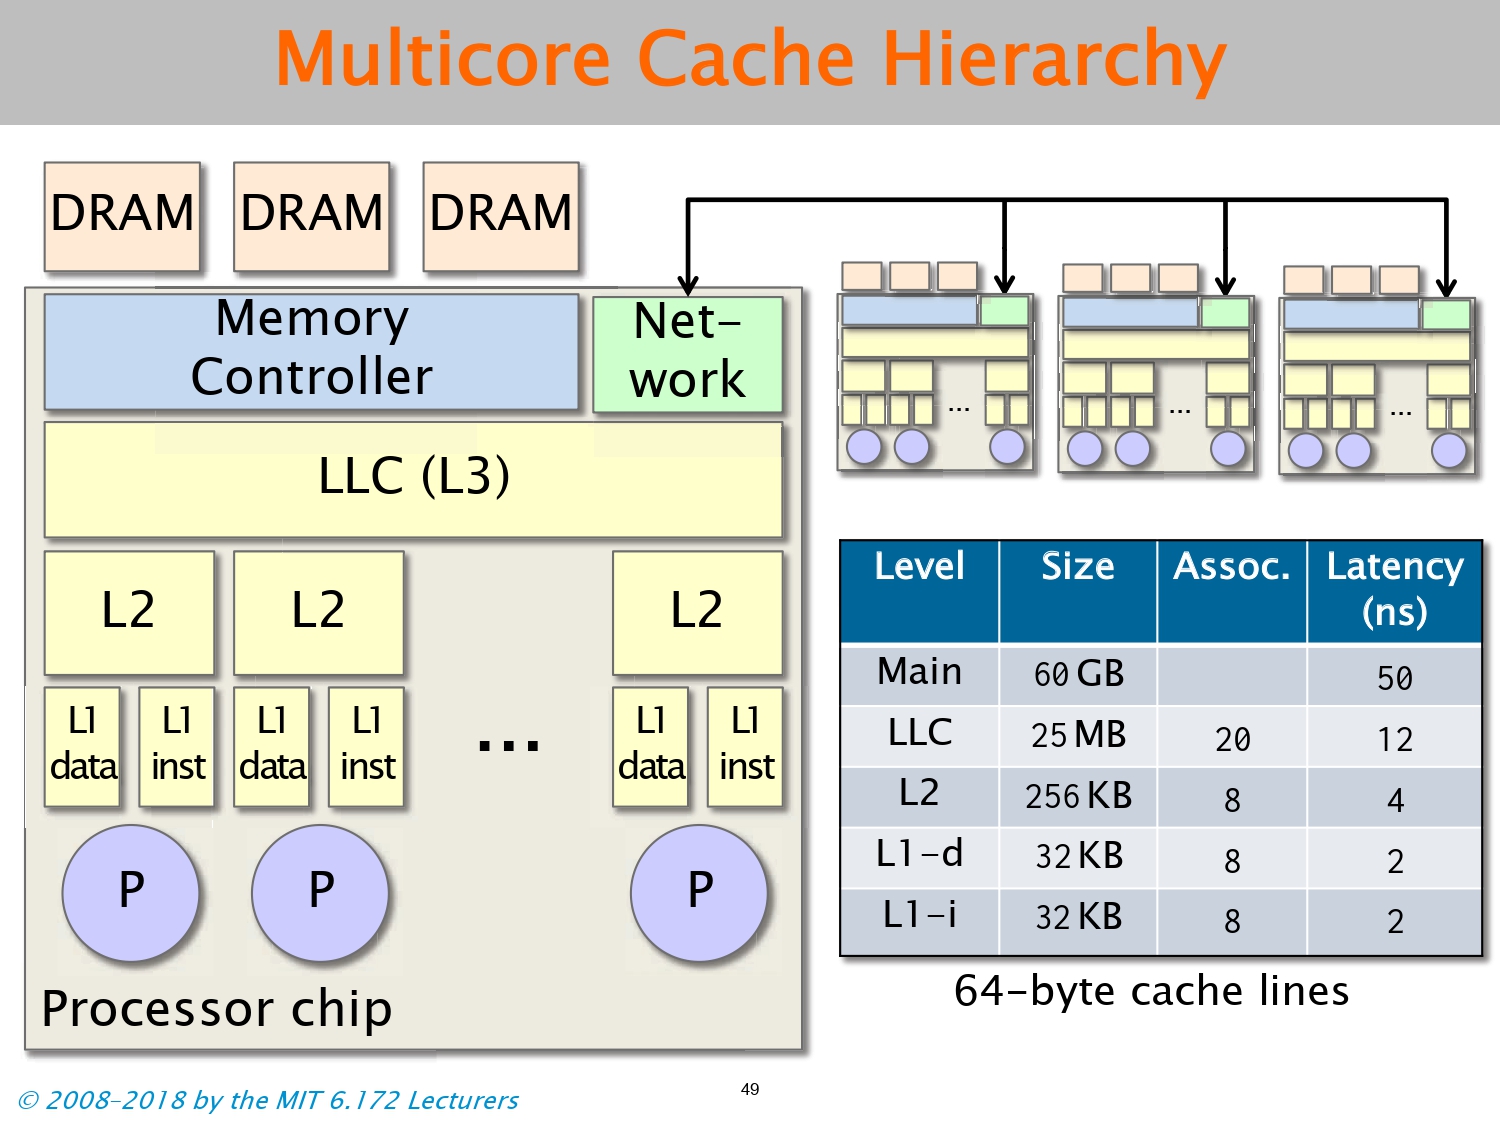 Multicore Cache Hierarchy
DRAM DRAM DRAM
Memory
Controller
Net-
work
LLC (L3)
L2 L2 L2
L1
data
L1
inst
L1
data
L1
inst
...
L1
data
L1
inst
P P P
Processor chip
... ... ...
Level Size Assoc. Latency
(ns)
Main 60 GB 50
LLC 25 MB 20 12
L2 256 KB 8 4
L1-d 32 KB 8 2
L1-i 32 KB 8 2
64-byte cache lines
© 2008-2018 by the MIT 6.172 Lecturers
49